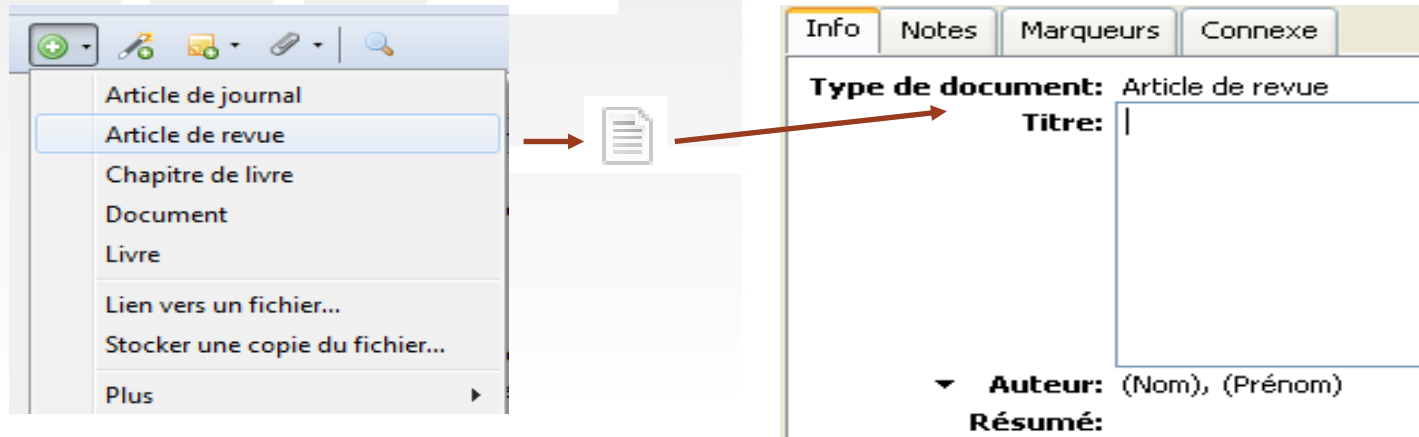 Article de journal
Article de revue
Chapitre de livre
Document
Livre
Lien vers un fichier...
Stocker une copie du fichier...
Plus
Info Notes Marqueurs Connexe
Type de document: Article de revue
Titre:
Auteur: (Nom), (Prénom)
Résumé: